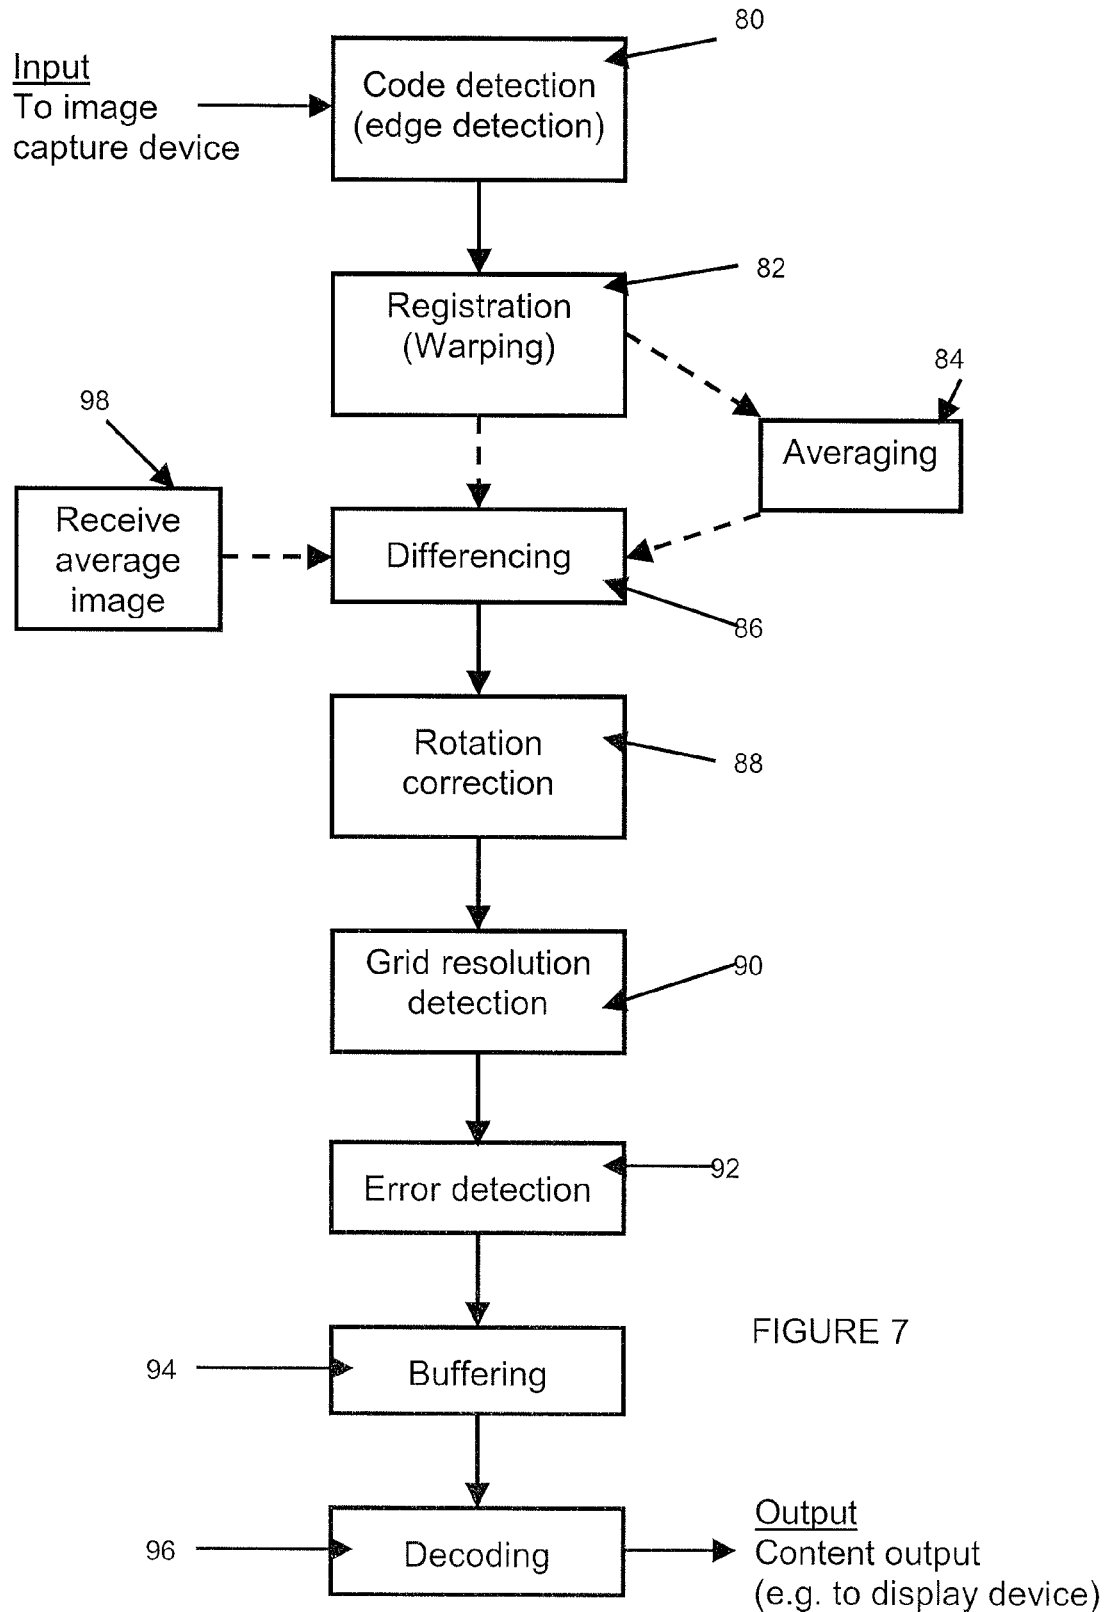 80
Input
To image
capture device
Code detection
(edge detection)
82
Registration
(Warping)
84
Averaging
98
Receive
average
image
Differencing
86
Rotation
correction
88
Grid resolution
detection
90
Error detection
92
FIGURE 7
94
Buffering
96
Decoding
Output
Content output
(e.g. to display device)